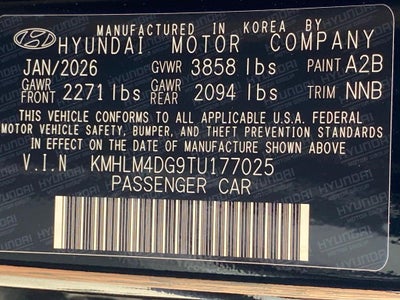 MANUFACTURED IN KOREA BY
HYUNDAI MOTOR COMPANY
JAN/2026 GVWR 3858 lbs PAINT A2B
GAWR FRONT 2271 lbs GAWR REAR 2094 lbs TRIM NNB
THIS VEHICLE CONFORMS TO ALL APPLICABLE U.S.A. FEDERAL
MOTOR VEHICLE SAFETY, BUMPER, AND THEFT PREVENTION STANDARDS
IN EFFECT ON THE DATE OF MANUFACTURE SHOWN ABOVE
V.I.N KMHLM4DG9TU177025
PASSENGER CAR